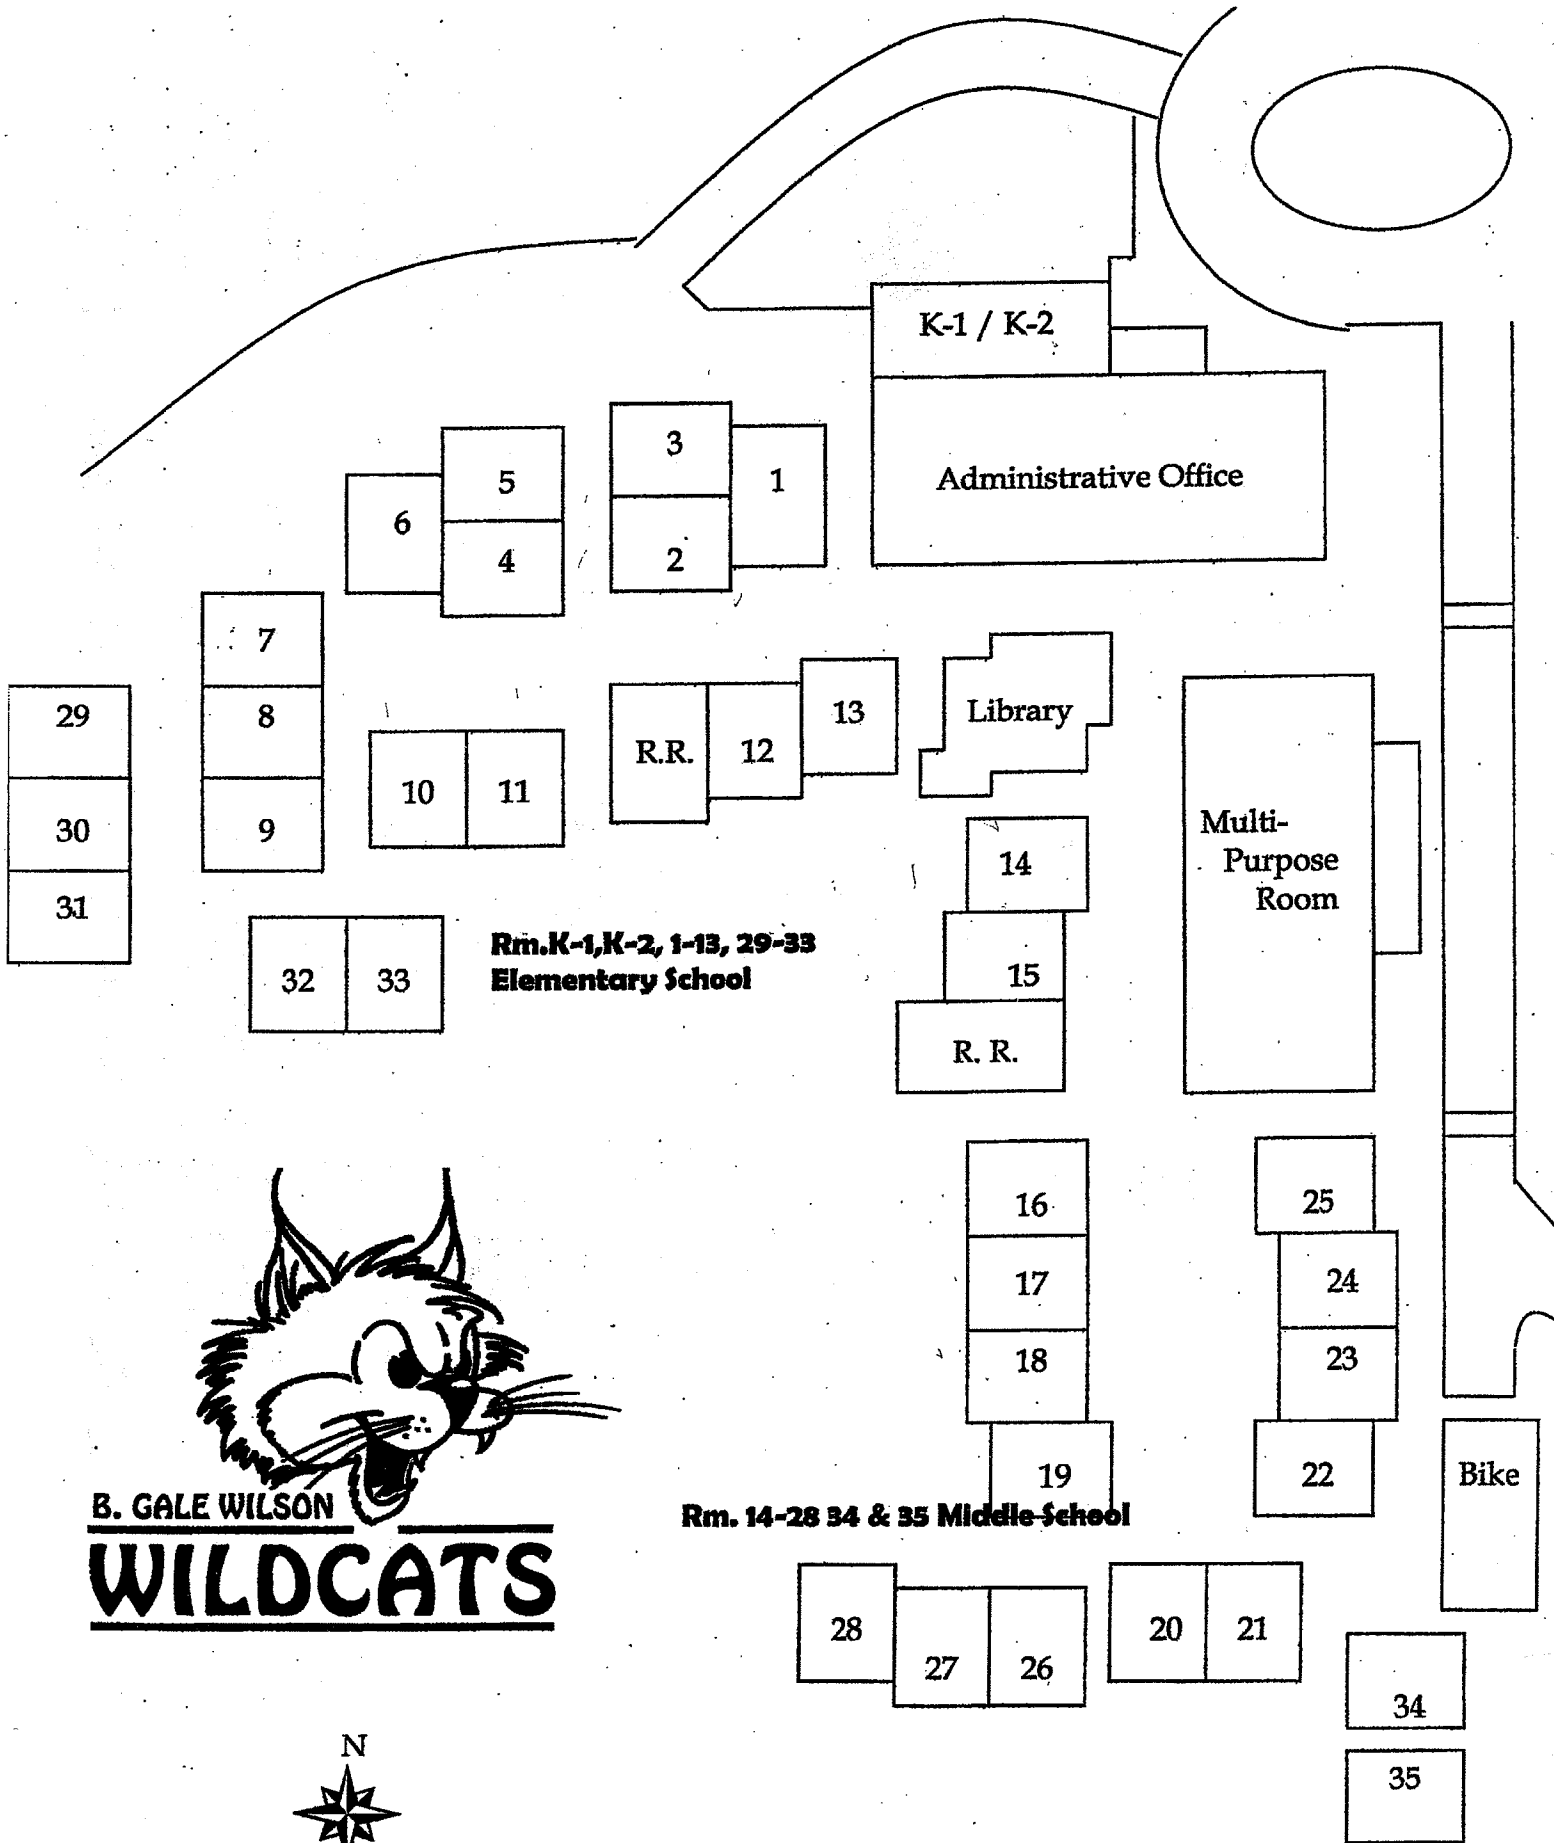 K-1 / K-2
Administrative Office
3
1
2
5
6
4
7
8
9
29
30
31
10
11
R.R.
12
13
Library
14
15
R. R.
Multi-
Purpose
Room
32
33
Rm.K-1,K-2, 1-13, 29-33
Elementary School
16
17
18
19
25
24
23
22
Bike
Rm. 14-28 34 & 35 Middle School
28
27
26
20
21
34
35
B. GALE WILSON
WILDCATS
N